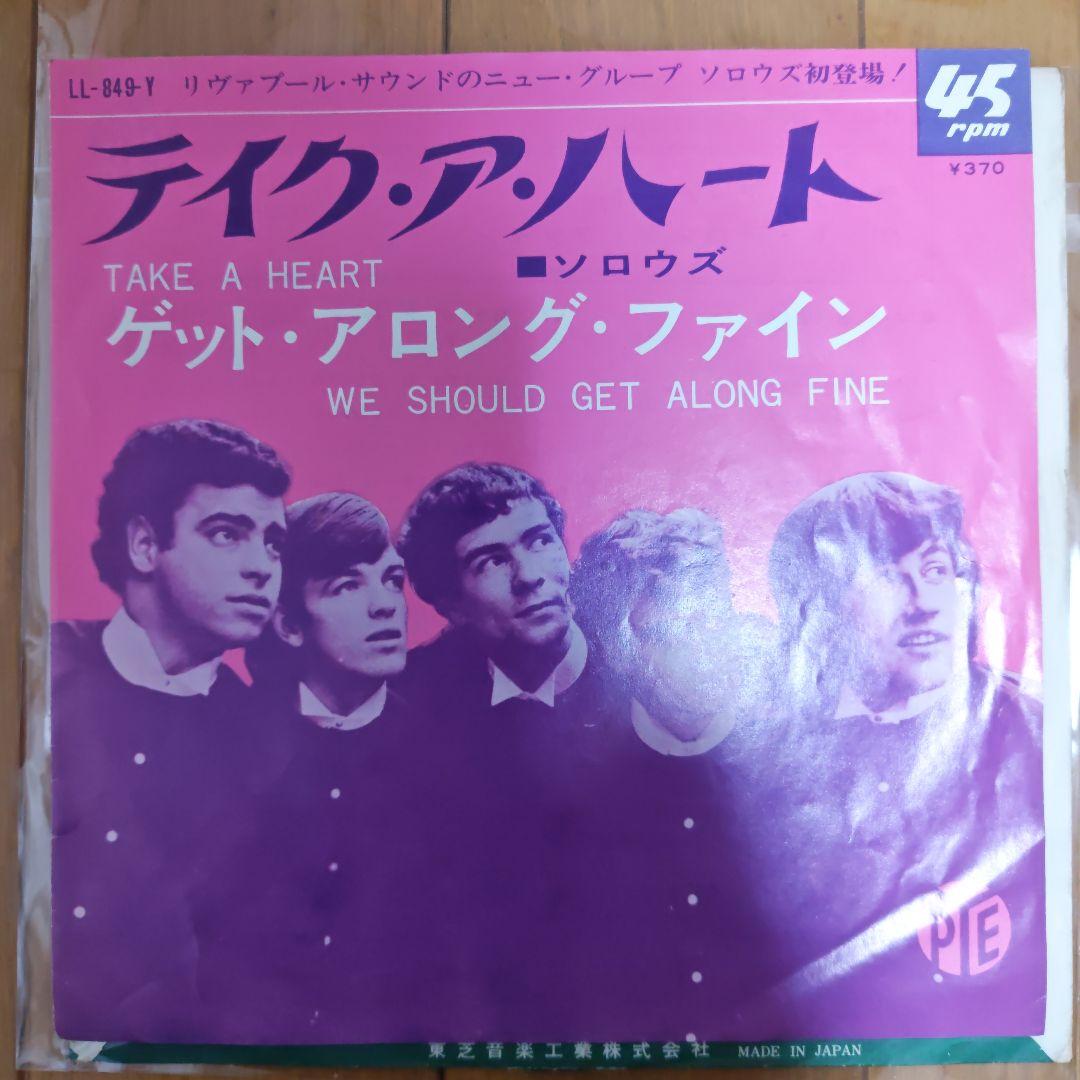 LL-849-Y リヴァプール・サウンドのニュー・グループ ソロウズ初登場!
45
rpm
¥370
テイク・ア・ハート
TAKE A HEART ■ソロウズ
ゲット・アロング・ファイン
WE SHOULD GET ALONG FINE
PYE
東芝音楽工業株式会社 MADE IN JAPAN